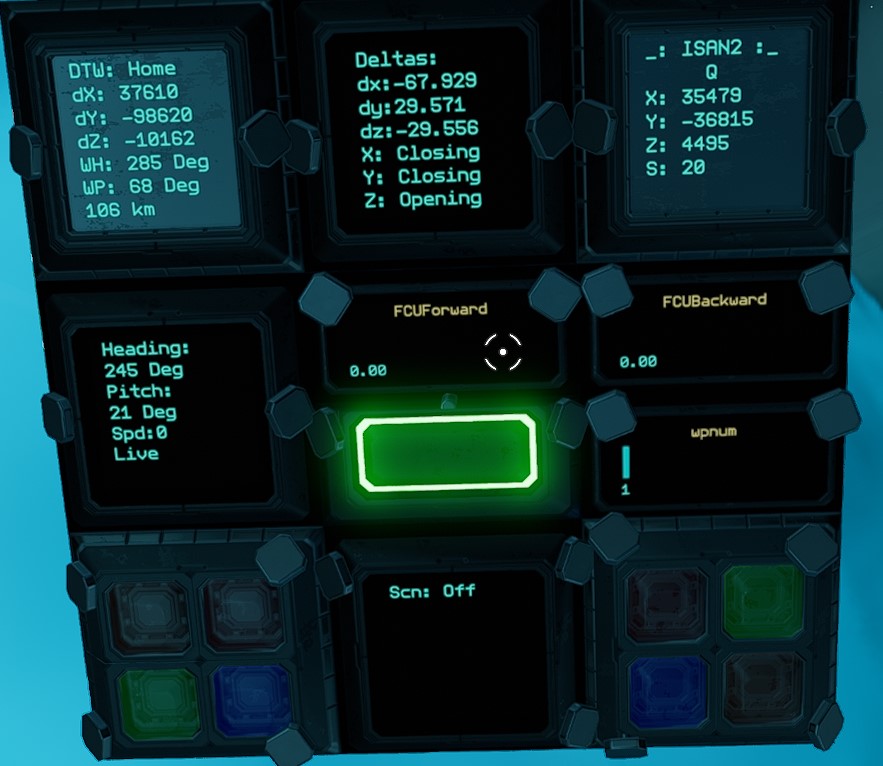 DTW: Home
dX: 37610
dY: -98620
dZ: -10162
WH: 285 Deg
WP: 68 Deg
106 km
Deltas:
dx:-67.929
dy:29.571
dz:-29.556
X: Closing
Y: Closing
Z: Opening
_: ISAN2 :_
Q
X: 35479
Y: -36815
Z: 4495
S: 20
Heading:
245 Deg
Pitch:
21 Deg
Spd:0
Live
FCUForward
0.00
FCUBackward
0.00
wpnum
1
Scn: Off